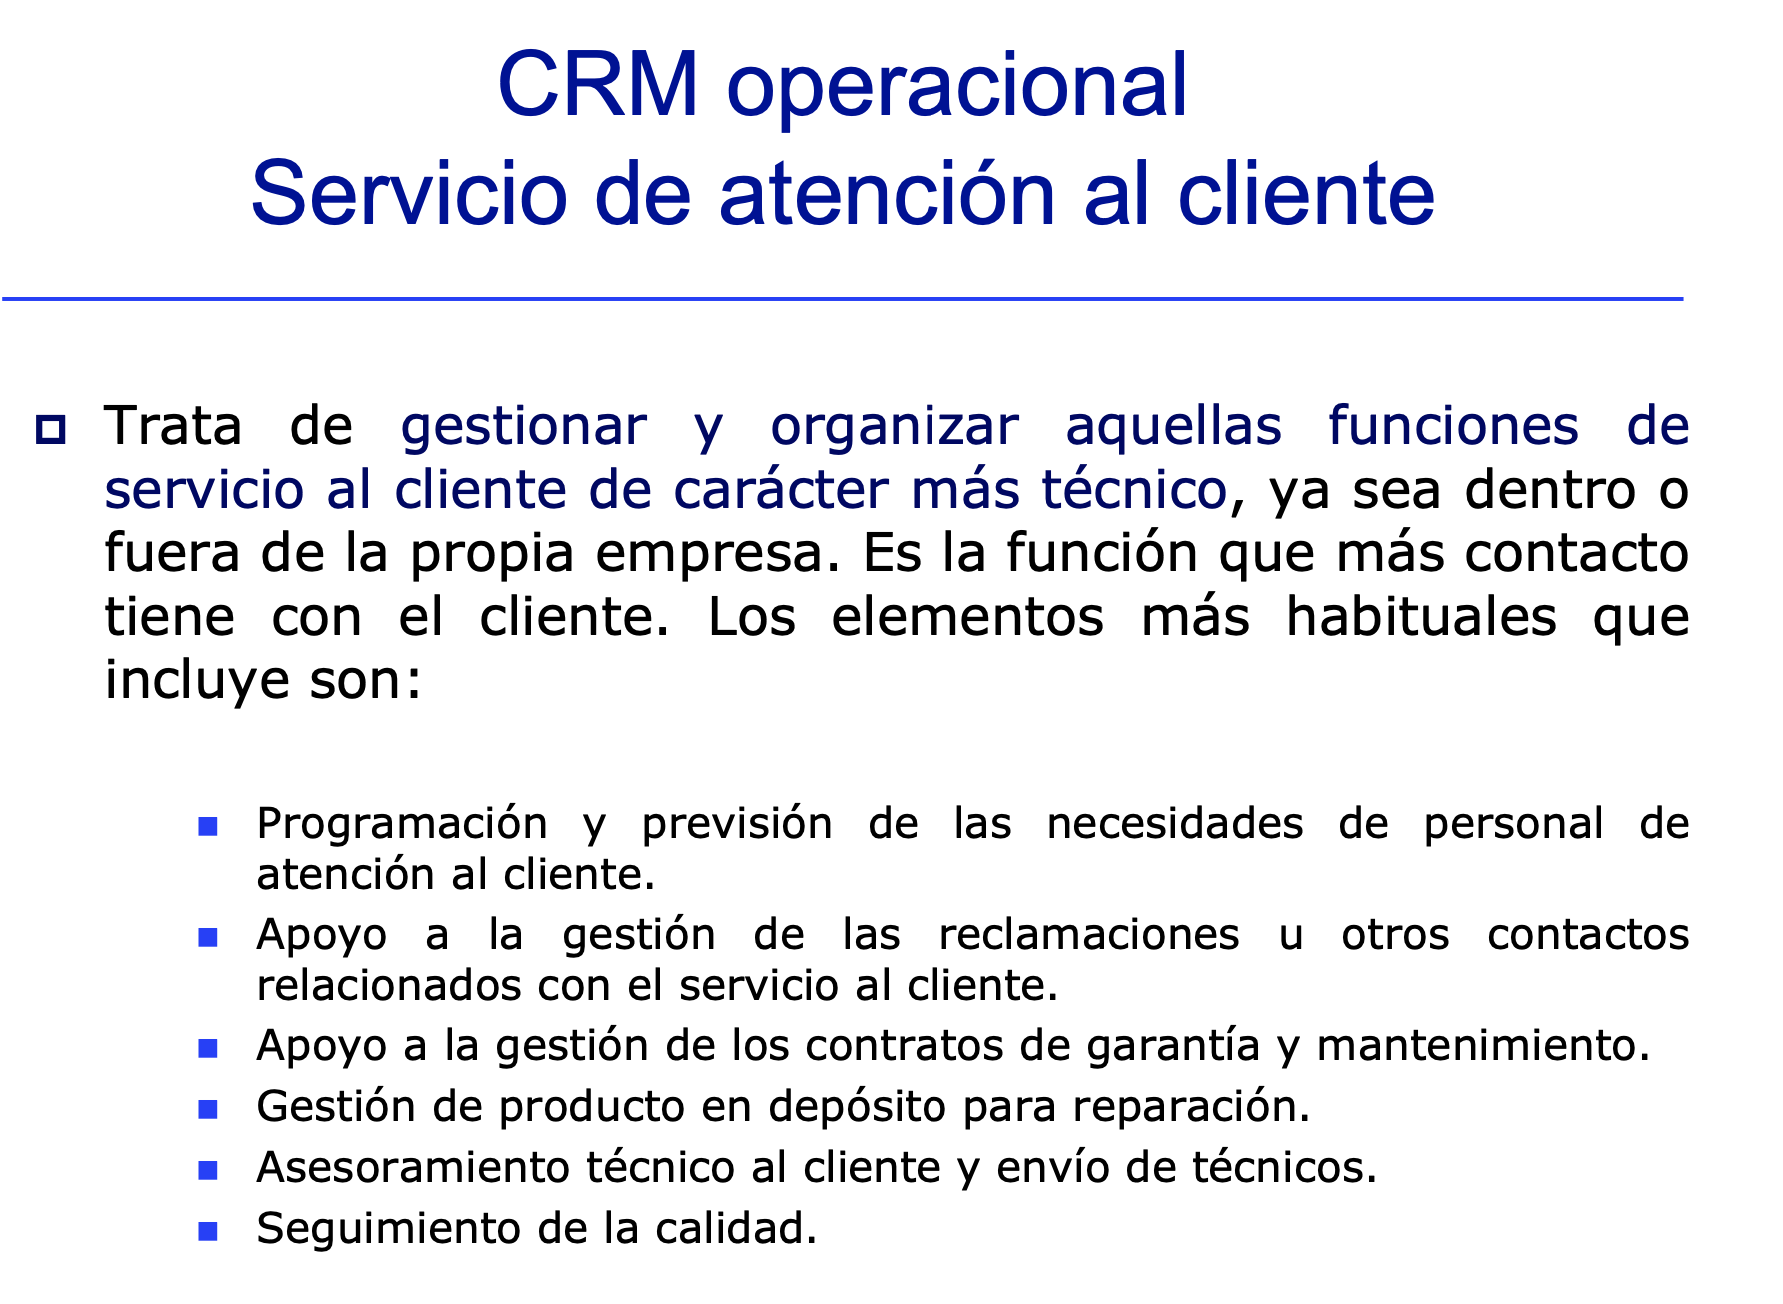 CRM operacional
Servicio de atención al cliente
Trata de gestionar y organizar aquellas funciones de
servicio al cliente de carácter más técnico, ya sea dentro o
fuera de la propia empresa. Es la función que más contacto
tiene con el cliente. Los elementos más habituales que
incluye son:
Programación y previsión de las necesidades de personal de
atención al cliente.
Apoyo a la gestión de las reclamaciones u otros contactos
relacionados con el servicio al cliente.
Apoyo a la gestión de los contratos de garantía y mantenimiento.
Gestión de producto en depósito para reparación.
Asesoramiento técnico al cliente y envío de técnicos.
Seguimiento de la calidad.